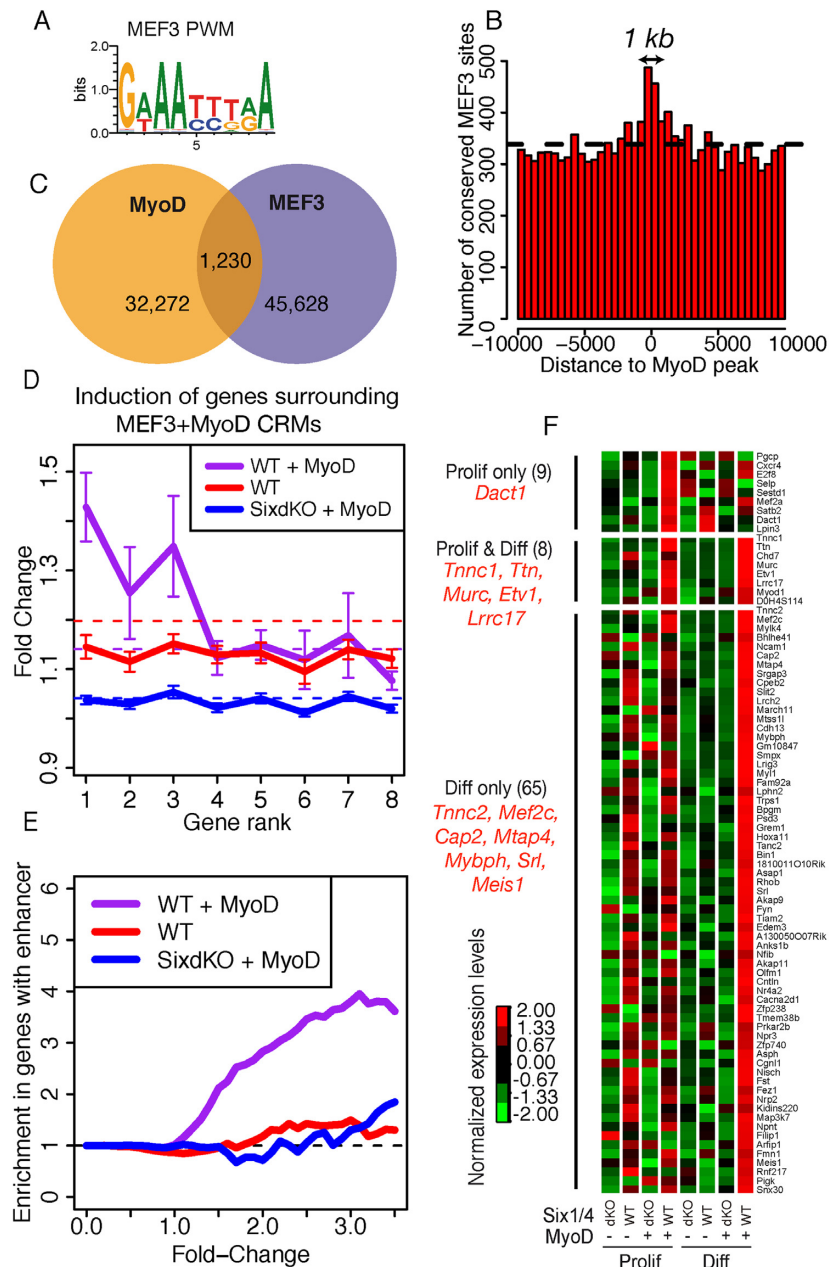 A
MEF3 PWM
bits
2.0
1.0
0.0
5
B
1 kb
Number of conserved MEF3 sites
500
400
300
200
100
0
−10000
−5000
0
5000
10000
Distance to MyoD peak
C
MyoD
MEF3
1,230
32,272
45,628
D
Induction of genes surrounding
MEF3+MyoD CRMs
WT + MyoD
WT
SixdKO + MyoD
Fold Change
1.5
1.3
1.1
0.9
1 2 3 4 5 6 7 8
Gene rank
E
WT + MyoD
WT
SixdKO + MyoD
Enrichment in genes with enhancer
6
5
4
3
2
1
0
0.0 1.0 2.0 3.0
Fold−Change
F
Prolif only (9)
Dact1
Prolif & Diff (8)
Tnnc1, Ttn,
Murc, Etv1,
Lrrc17
Diff only (65)
Tnnc2, Mef2c,
Cap2, Mtap4,
Mybph, Srl,
Meis1
Normalized expression levels
2.00
1.33
0.67
0.00
-0.67
-1.33
-2.00
Pgcp
Cxcr4
E2f8
Selp
Sestd1
Mef2a
Satb2
Dact1
Lpin3
Tnnc1
Ttn
Chd7
Murc
Etv1
Lrrc17
Myod1
D0H4S114
Tnnc2
Mef2c
Mylk4
Bhlhe41
Ncam1
Cap2
Mtap4
Srgap3
Cpeb2
Slit2
Lrch2
March11
Mtss1l
Cdh13
Mybph
Gm10847
Smpx
Lrig3
Myl1
Fam92a
Lphn2
Trps1
Bpgm
Psd3
Grem1
Hoxa11
Tanc2
Bin1
1810011O10Rik
Asap1
Rhob
Srl
Akap9
Fyn
Tiam2
Edem3
A130050O07Rik
Anks1b
Nfib
Akap11
Olfm1
Cntln
Nr4a2
Cacna2d1
Zfp238
Tmem38b
Prkar2b
Npr3
Zfp740
Asph
Cgnl1
Nisch
Fst
Fez1
Nrp2
Kidins220
Map3k7
Npnt
Filip1
Arfip1
Fmn1
Meis1
Rnf217
Pigk
Snx30
Six1/4 dKO WT dKO WT dKO WT dKO WT
MyoD - - + + - - + +
Prolif Diff